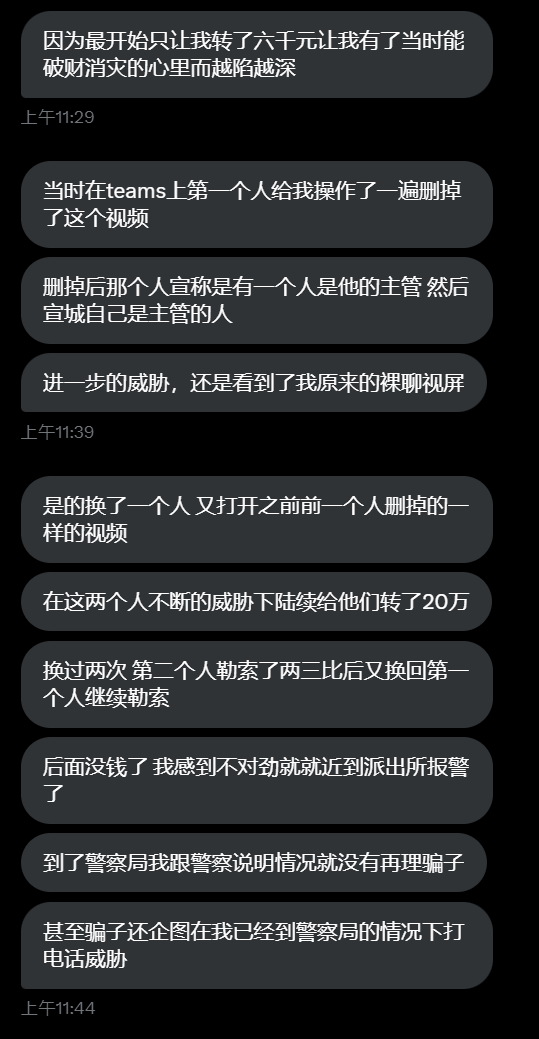 因为最开始只让我转了六千元让我有了当时能
破财消灾的心里而越陷越深
上午11:29
当时在teams上第一个人给我操作了一遍删掉
了这个视频
删掉后那个人宣称是有一个人是他的主管 然后
宣城自己是主管的人
进一步的威胁，还是看到了我原来的裸聊视屏
上午11:39
是的换了一个人 又打开之前前一个人删掉的一
样的视频
在这两个人不断的威胁下陆续给他们转了20万
换过两次 第二个人勒索了两三比后又换回第一
个人继续勒索
后面没钱了 我感到不对劲就就近到派出所报警
了
到了警察局我跟警察说明情况就没有再理骗子
甚至骗子还企图在我已经到警察局的情况下打
电话威胁
上午11:44